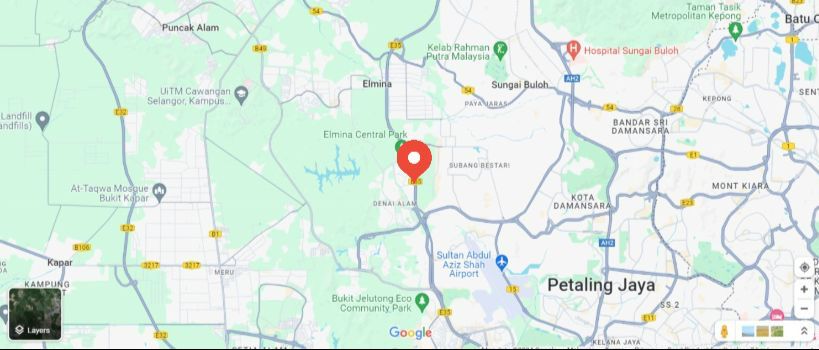 Taman Tasik
Metropolitan Kepong
Batu C
Puncak Alam
E35
B49
Kelab Rahman
Putra Malaysia
Hospital Sungai Buloh
AH2
Elmina
54
Sungai Buloh
UiTM Cawangan
Selangor, Kampus...
54
PAYA JARAS
KEPONG
SENT
E32
E32
54
Landfill
landfills)
BANDAR SRI
DAMANSARA
Elmina Central Park
1
E1
SUBANG BESTARI
MONT KIARA
At-Taqwa Mosque
Bukit Kapar
KOTA
DAMANSARA
E23
DENAI ALAM
B1
AH2
B106
E32
Sultan Abdul
Aziz Shah
Airport
Kapar
3217
3217
MERU
KAMPUNG
15
Petaling Jaya
Bukit Jelutong Eco
Community Park
SS 2
E35
E1
Layers
Google
KELANA JAYA